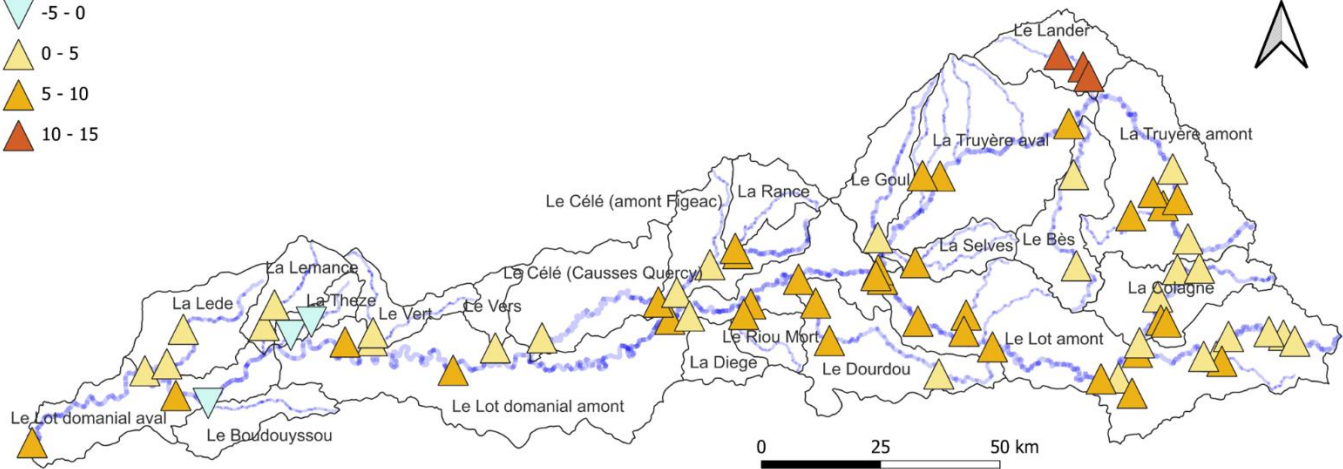 -5 - 0
0 - 5
5 - 10
10 - 15
Le Lander
La Truyère aval
La Truyère amont
Le Goul
La Rance
Le Célé (amont Figeac)
La Selves
Le Bès
La Lemance
Le Célé (Causses Quercy)
La Colagne
La Lede
La Theze
Le Vert
Le Vers
Le Riou Mort
Le Lot amont
La Diege
Le Dourdou
Le Lot domanial amont
Le Lot domanial aval
Le Boudouyssou
0 25 50 km